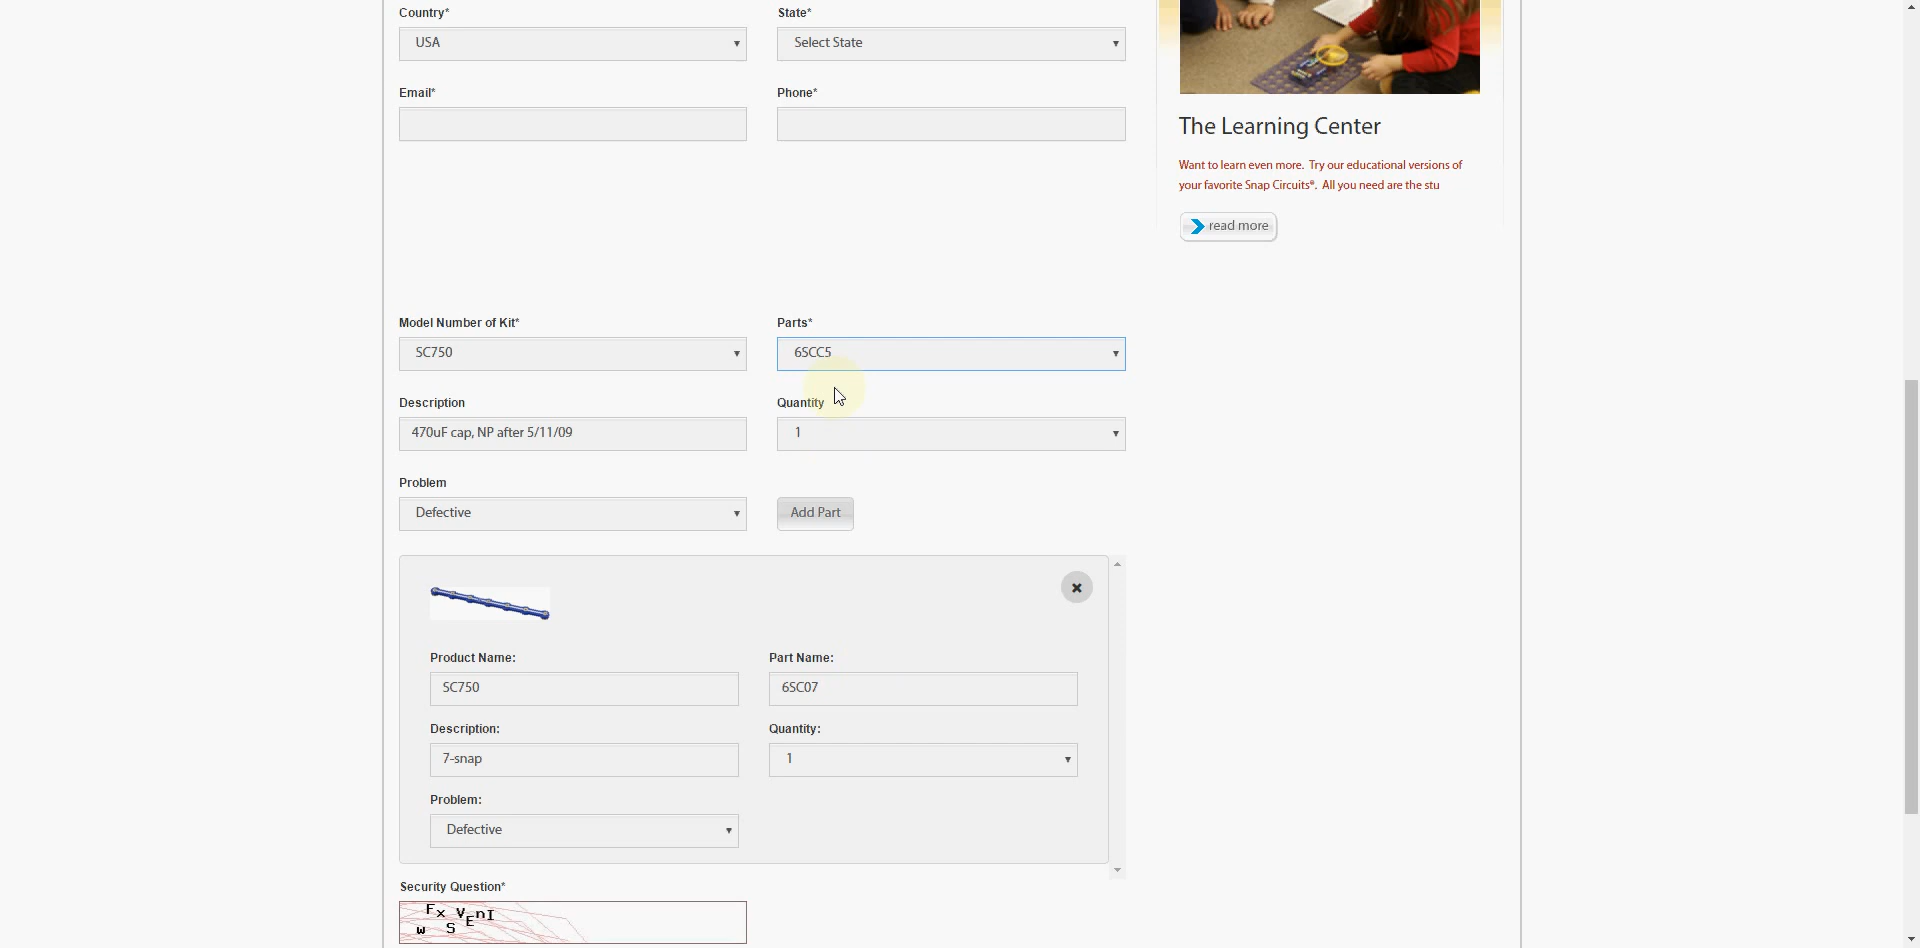 Country*
State*
USA
Select State
Email*
Phone*
The Learning Center
Want to learn even more. Try our educational versions of
your favorite Snap Circuits®. All you need are the stu
read more
Model Number of Kit*
Parts*
SC750
6SCC5
Description
Quantity
470uF cap, NP after 5/11/09
1
Problem
Defective
Add Part
Product Name:
Part Name:
SC750
6SC07
Description:
Quantity:
7-snap
1
Problem:
Defective
Security Question*